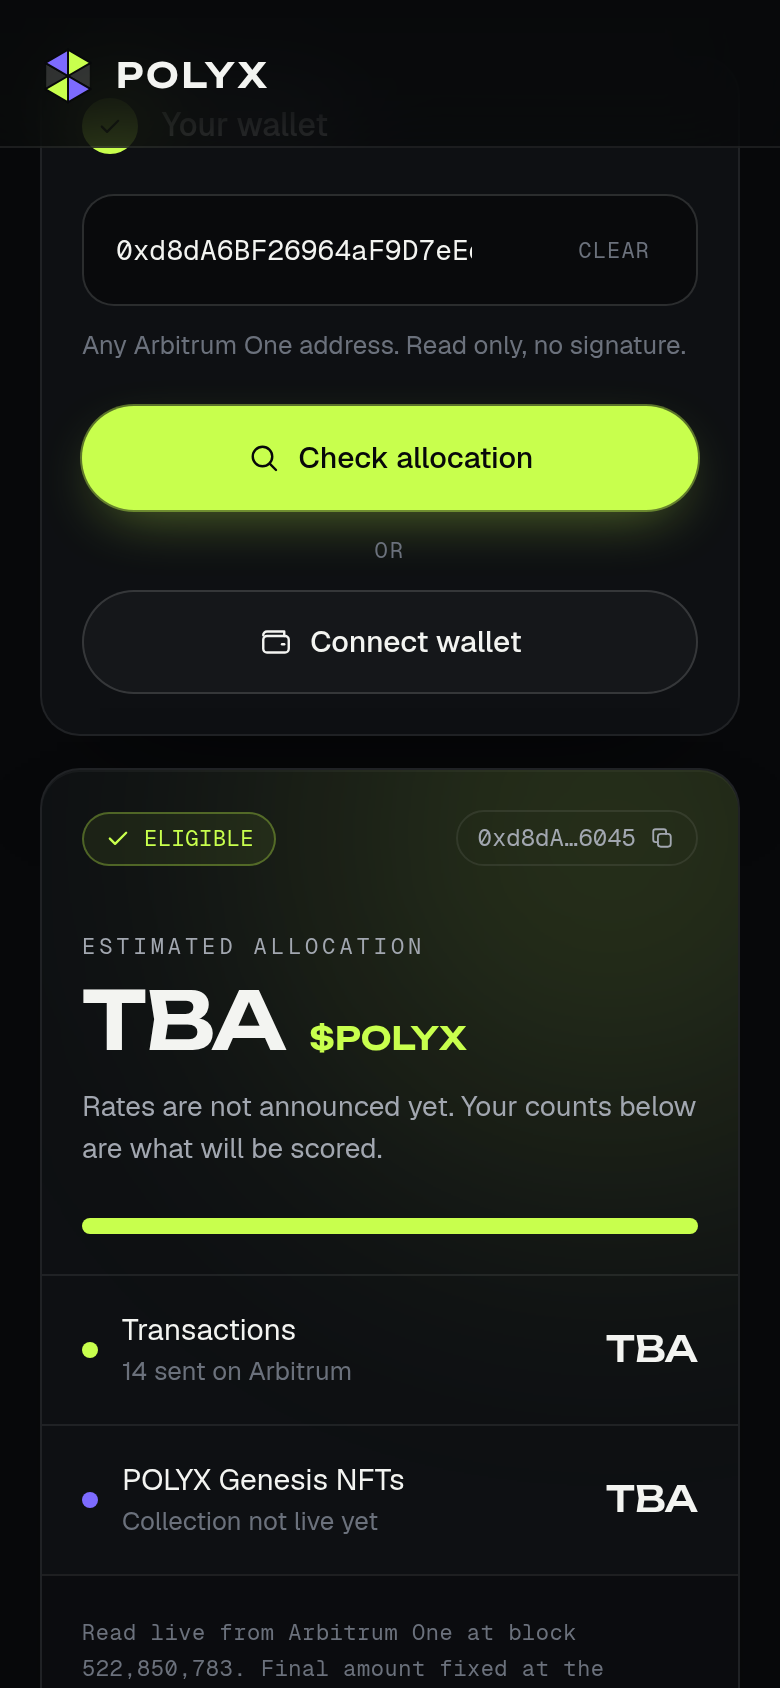 POLYX
Your wallet
0xd8dA6BF26964aF9D7eE
CLEAR
Any Arbitrum One address. Read only, no signature.
Check allocation
OR
Connect wallet
ELIGIBLE
0xd8dA…6045
ESTIMATED ALLOCATION
TBA $POLYX
Rates are not announced yet. Your counts below
are what will be scored.
Transactions
14 sent on Arbitrum
TBA
POLYX Genesis NFTs
Collection not live yet
TBA
Read live from Arbitrum One at block
522,850,783. Final amount fixed at the